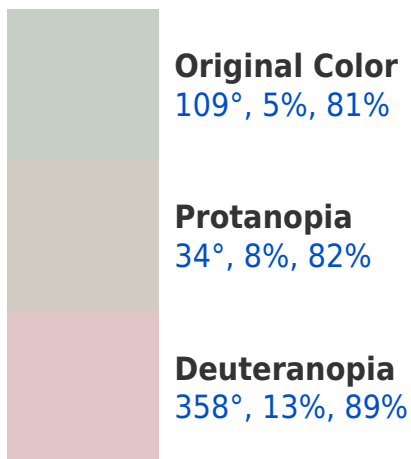 Original Color
109°, 5%, 81%
Protanopia
34°, 8%, 82%
Deuteranopia
358°, 13%, 89%